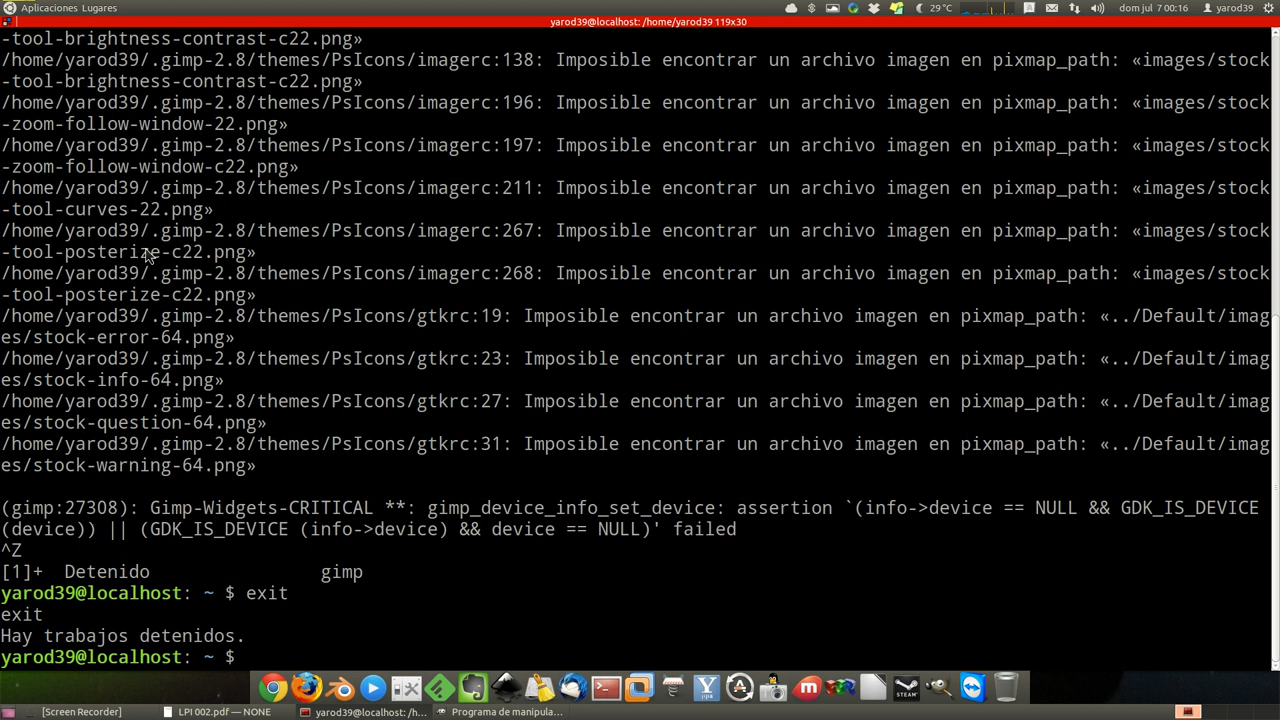 Aplicaciones Lugares
29 °C
dom jul 7 00:16
yarod39
yarod39@localhost: /home/yarod39 119x30
-tool-brightness-contrast-c22.png»
/home/yarod39/.gimp-2.8/themes/PsIcons/imagerc:138: Imposible encontrar un archivo imagen en pixmap_path: «images/stock
-tool-brightness-contrast-c22.png»
/home/yarod39/.gimp-2.8/themes/PsIcons/imagerc:196: Imposible encontrar un archivo imagen en pixmap_path: «images/stock
-zoom-follow-window-22.png»
/home/yarod39/.gimp-2.8/themes/PsIcons/imagerc:197: Imposible encontrar un archivo imagen en pixmap_path: «images/stock
-zoom-follow-window-c22.png»
/home/yarod39/.gimp-2.8/themes/PsIcons/imagerc:211: Imposible encontrar un archivo imagen en pixmap_path: «images/stock
-tool-curves-22.png»
/home/yarod39/.gimp-2.8/themes/PsIcons/imagerc:267: Imposible encontrar un archivo imagen en pixmap_path: «images/stock
-tool-posterize-c22.png»
/home/yarod39/.gimp-2.8/themes/PsIcons/imagerc:268: Imposible encontrar un archivo imagen en pixmap_path: «images/stock
-tool-posterize-c22.png»
/home/yarod39/.gimp-2.8/themes/PsIcons/gtkrc:19: Imposible encontrar un archivo imagen en pixmap_path: «../Default/imag
es/stock-error-64.png»
/home/yarod39/.gimp-2.8/themes/PsIcons/gtkrc:23: Imposible encontrar un archivo imagen en pixmap_path: «../Default/imag
es/stock-info-64.png»
/home/yarod39/.gimp-2.8/themes/PsIcons/gtkrc:27: Imposible encontrar un archivo imagen en pixmap_path: «../Default/imag
es/stock-question-64.png»
/home/yarod39/.gimp-2.8/themes/PsIcons/gtkrc:31: Imposible encontrar un archivo imagen en pixmap_path: «../Default/imag
es/stock-warning-64.png»
(gimp:27308): Gimp-Widgets-CRITICAL **: gimp_device_info_set_device: assertion `(info->device == NULL && GDK_IS_DEVICE
(device)) || (GDK_IS_DEVICE (info->device) && device == NULL)' failed
^Z
[1]+  Detenido                gimp
yarod39@localhost: ~ $ exit
exit
Hay trabajos detenidos.
yarod39@localhost: ~ $
STEAM
[Screen Recorder]
LPI 002.pdf — NONE
yarod39@localhost: /h...
Programa de manipula...